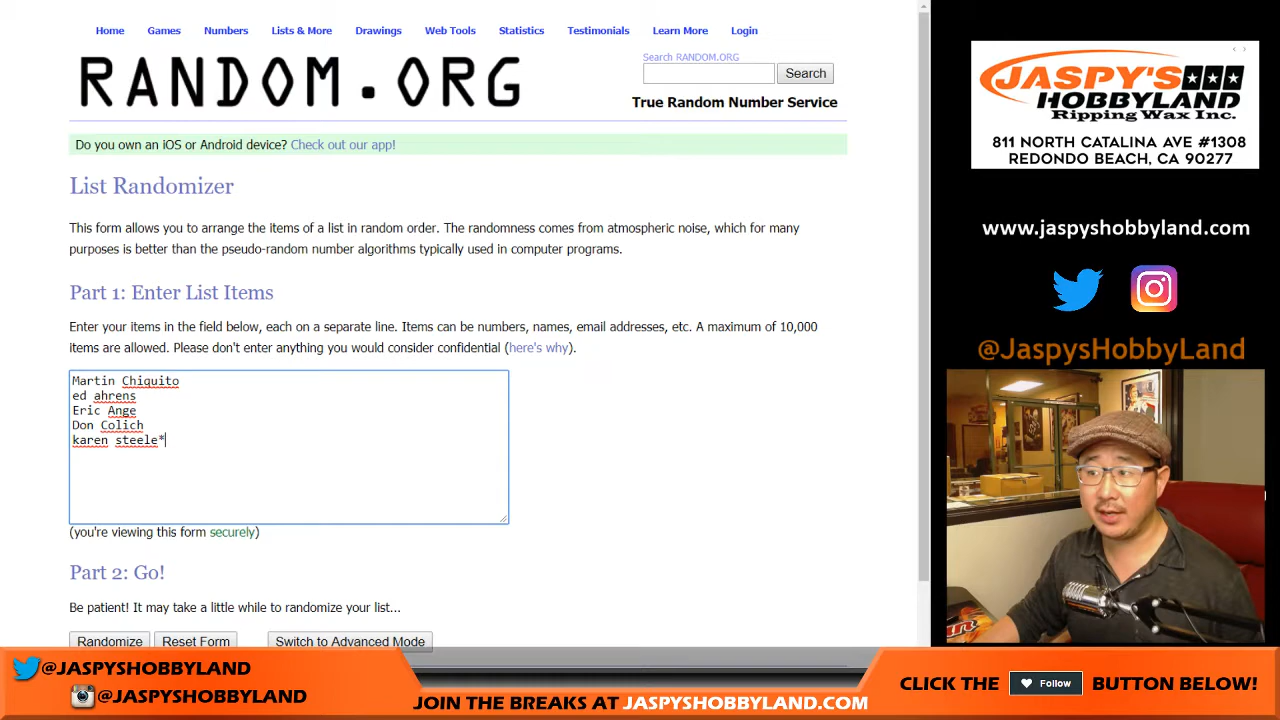 Home Games Numbers Lists & More Drawings Web Tools Statistics Testimonials Learn More Login
RANDOM.ORG
Search RANDOM.ORG
Search
True Random Number Service
Do you own an iOS or Android device? Check out our app!
List Randomizer
This form allows you to arrange the items of a list in random order. The randomness comes from atmospheric noise, which for many
purposes is better than the pseudo-random number algorithms typically used in computer programs.
Part 1: Enter List Items
Enter your items in the field below, each on a separate line. Items can be numbers, names, email addresses, etc. A maximum of 10,000
items are allowed. Please don't enter anything you would consider confidential (here's why).
Martin Chiquito
ed ahrens
Eric Ange
Don Colich
karen steele*
(you're viewing this form securely)
Part 2: Go!
Be patient! It may take a little while to randomize your list...
Randomize Reset Form Switch to Advanced Mode
JASPY'S
HOBBYLAND
Ripping Wax Inc.
811 NORTH CATALINA AVE #1308
REDONDO BEACH, CA 90277
www.jaspyshobbyland.com
@JaspysHobbyLand
@JASPYSHOBBYLAND
@JASPYSHOBBYLAND
JOIN THE BREAKS AT JASPYSHOBBYLAND.COM
CLICK THE Follow BUTTON BELOW!